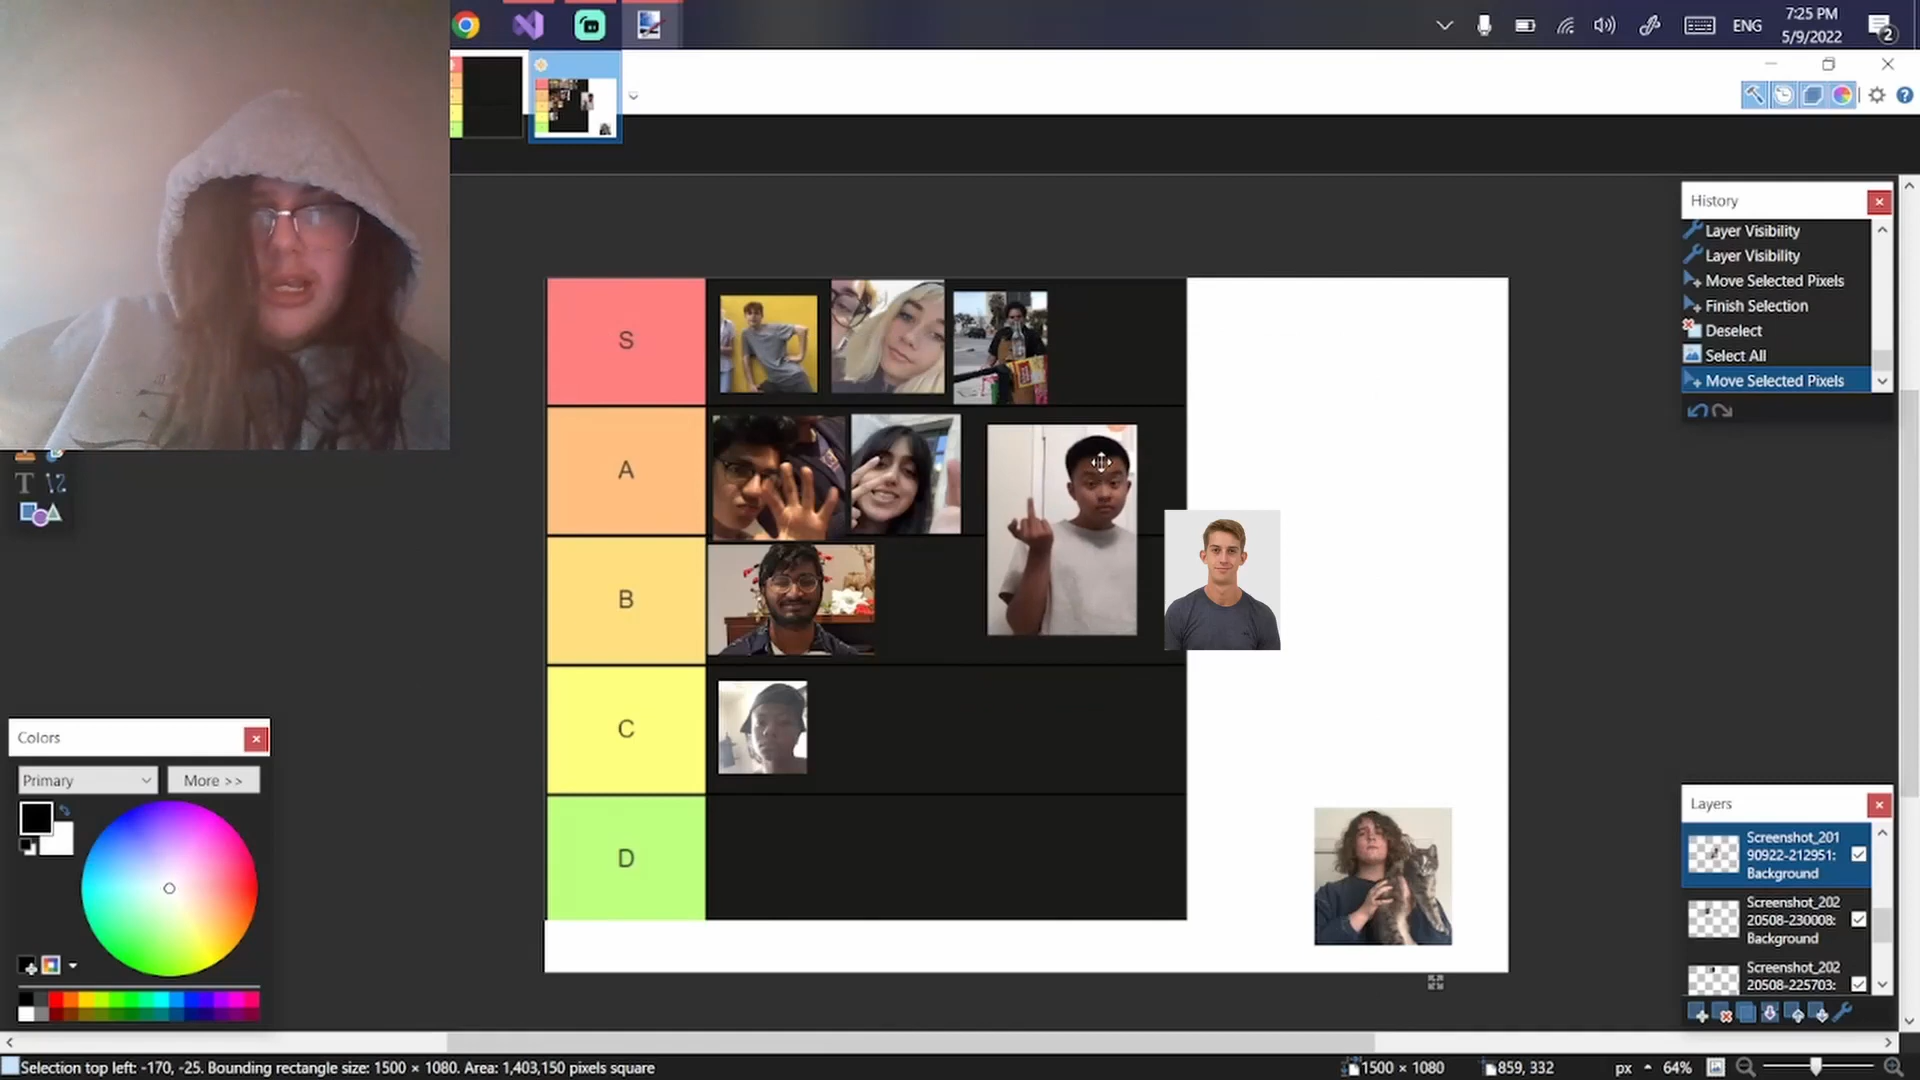 7:25 PM
ENG
5/9/2022
2
History
Layer Visibility
Layer Visibility
Move Selected Pixels
Finish Selection
Deselect
Select All
Move Selected Pixels
S
A
B
C
D
T
Colors
Primary
More >>
Layers
Screenshot_201
90922-212951:
Background
Screenshot_202
20508-230008:
Background
Screenshot_202
20508-225703:
Selection top left: -170, -25. Bounding rectangle size: 1500 × 1080. Area: 1,403,150 pixels square
1500 × 1080
859, 332
px
64%